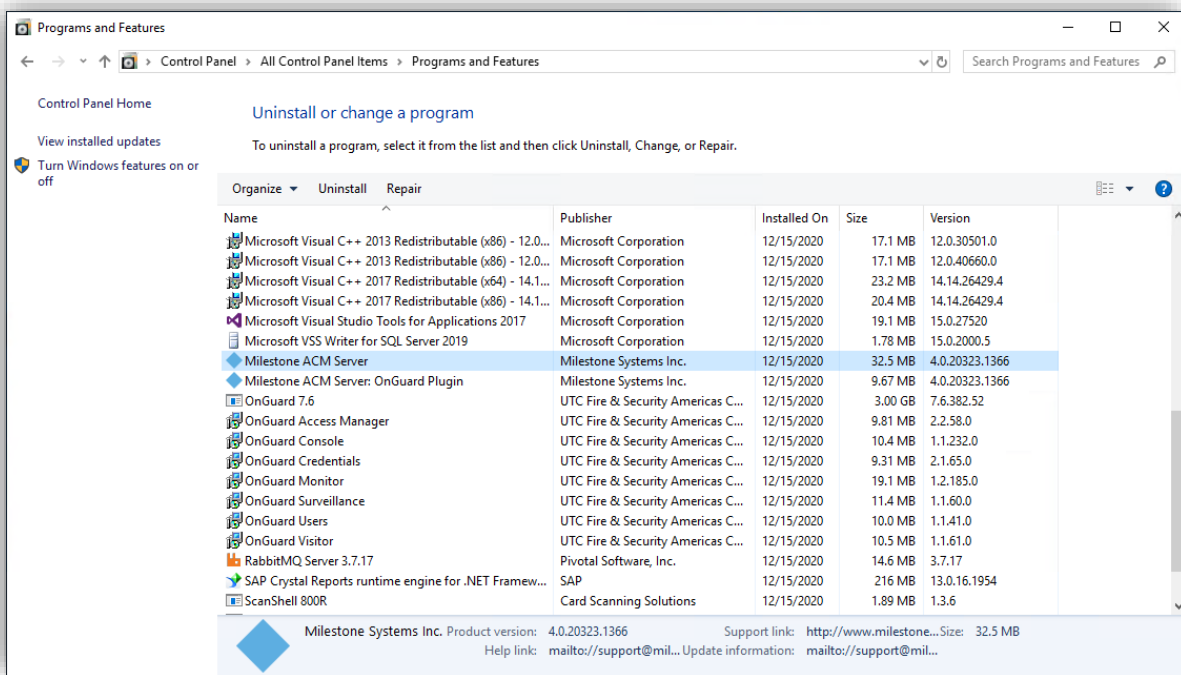 Programs and Features
Control Panel > All Control Panel Items > Programs and Features
Search Programs and Features
Control Panel Home
View installed updates
Turn Windows features on or
off
Uninstall or change a program
To uninstall a program, select it from the list and then click Uninstall, Change, or Repair.
Organize Uninstall Repair
Name Publisher Installed On Size Version
Microsoft Visual C++ 2013 Redistributable (x86) - 12.0... Microsoft Corporation 12/15/2020 17.1 MB 12.0.30501.0
Microsoft Visual C++ 2013 Redistributable (x86) - 12.0... Microsoft Corporation 12/15/2020 17.1 MB 12.0.40660.0
Microsoft Visual C++ 2017 Redistributable (x64) - 14.1... Microsoft Corporation 12/15/2020 23.2 MB 14.14.26429.4
Microsoft Visual C++ 2017 Redistributable (x86) - 14.1... Microsoft Corporation 12/15/2020 20.4 MB 14.14.26429.4
Microsoft Visual Studio Tools for Applications 2017 Microsoft Corporation 12/15/2020 19.1 MB 15.0.27520
Microsoft VSS Writer for SQL Server 2019 Microsoft Corporation 12/15/2020 1.78 MB 15.0.2000.5
Milestone ACM Server Milestone Systems Inc. 12/15/2020 32.5 MB 4.0.20323.1366
Milestone ACM Server: OnGuard Plugin Milestone Systems Inc. 12/15/2020 9.67 MB 4.0.20323.1366
OnGuard 7.6 UTC Fire & Security Americas C... 12/15/2020 3.00 GB 7.6.382.52
OnGuard Access Manager UTC Fire & Security Americas C... 12/15/2020 9.81 MB 2.2.58.0
OnGuard Console UTC Fire & Security Americas C... 12/15/2020 10.4 MB 1.1.232.0
OnGuard Credentials UTC Fire & Security Americas C... 12/15/2020 9.31 MB 2.1.65.0
OnGuard Monitor UTC Fire & Security Americas C... 12/15/2020 19.1 MB 1.2.185.0
OnGuard Surveillance UTC Fire & Security Americas C... 12/15/2020 11.4 MB 1.1.60.0
OnGuard Users UTC Fire & Security Americas C... 12/15/2020 10.0 MB 1.1.41.0
OnGuard Visitor UTC Fire & Security Americas C... 12/15/2020 10.5 MB 1.1.61.0
RabbitMQ Server 3.7.17 Pivotal Software, Inc. 12/15/2020 14.6 MB 3.7.17
SAP Crystal Reports runtime engine for .NET Framew... SAP 12/15/2020 216 MB 13.0.16.1954
ScanShell 800R Card Scanning Solutions 12/15/2020 1.89 MB 1.3.6
Milestone Systems Inc. Product version: 4.0.20323.1366 Support link: http://www.milestone... Size: 32.5 MB
Help link: mailto://support@mil... Update information: mailto://support@mil...